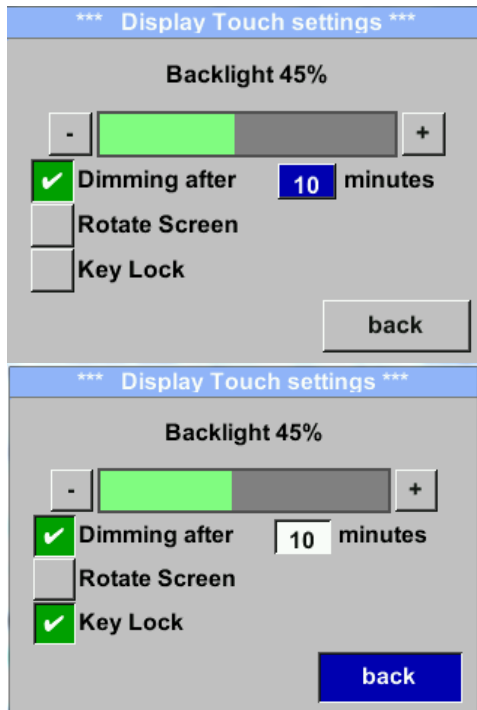 *** Display Touch settings ***
Backlight 45%
- +
Dimming after 10 minutes
Rotate Screen
Key Lock
back
*** Display Touch settings ***
Backlight 45%
- +
Dimming after 10 minutes
Rotate Screen
Key Lock
back